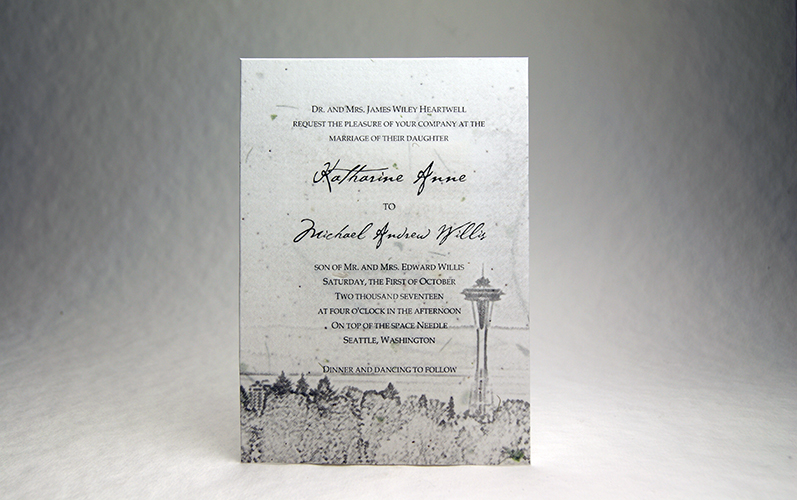 Dr. and Mrs. James Wiley Heartwell
request the pleasure of your company at the
marriage of their daughter
Katharine Anne
to
Michael Andrew Willis
son of Mr. and Mrs. Edward Willis
Saturday, the First of October
Two thousand seventeen
at four o'clock in the afternoon
On top of the space Needle
Seattle, Washington
Dinner and dancing to follow